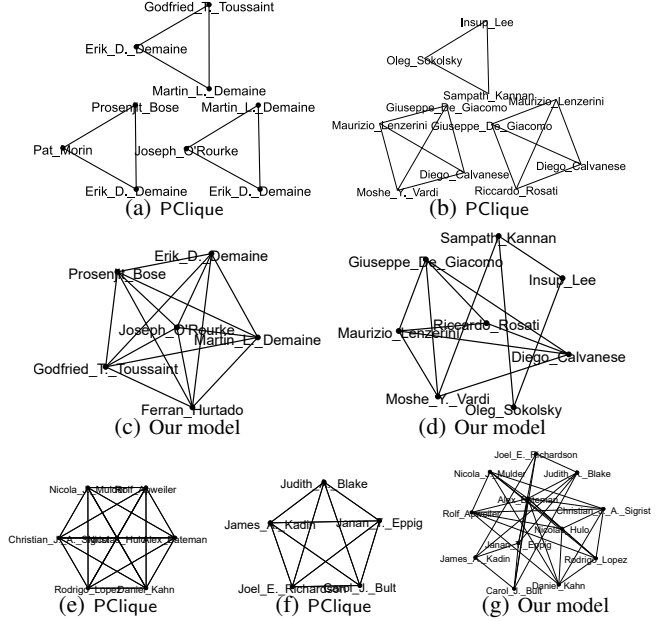 Godfried_T._Toussaint
Erik_D._Demaine
Martin_L._Demaine
Prosenjit_Bose
Martin_L._Demaine
Pat_Morin
Joseph_O'Rourke
Erik_D._Demaine
Erik_D._Demaine
(a) PClique
Insup_Lee
Oleg_Sokolsky
Sampath_Kannan
Giuseppe_De_Giacomo
Maurizio_Lenzerini
Maurizio_Lenzerini
Giuseppe_De_Giacomo
Diego_Calvanese
Diego_Calvanese
Moshe_Y._Vardi
Riccardo_Rosati
(b) PClique
Erik_D._Demaine
Prosenjit_Bose
Joseph_O'Rourke
Martin_L._Demaine
Godfried_T._Toussaint
Ferran_Hurtado
(c) Our model
Sampath_Kannan
Giuseppe_De_Giacomo
Insup_Lee
Riccardo_Rosati
Maurizio_Lenzerini
Diego_Calvanese
Moshe_Y._Vardi
Oleg_Sokolsky
(d) Our model
Nicola_J._Mulder
Rolf_Apweiler
Christian_J._A._Sigrist
Nicolas_Hulo
Alex_Bateman
Rodrigo_Lopez
Daniel_Kahn
(e) PClique
Judith_A._Blake
James_A._Kadin
Janan_T._Eppig
Joel_E._Richardson
Carol_J._Bult
(f) PClique
Joel_E._Richardson
Nicola_J._Mulder
Judith_A._Blake
Alex_Bateman
Rolf_Apweiler
Christian_J._A._Sigrist
Nicolas_Hulo
Janan_T._Eppig
James_A._Kadin
Rodrigo_Lopez
Daniel_Kahn
Carol_J._Bult
(g) Our model